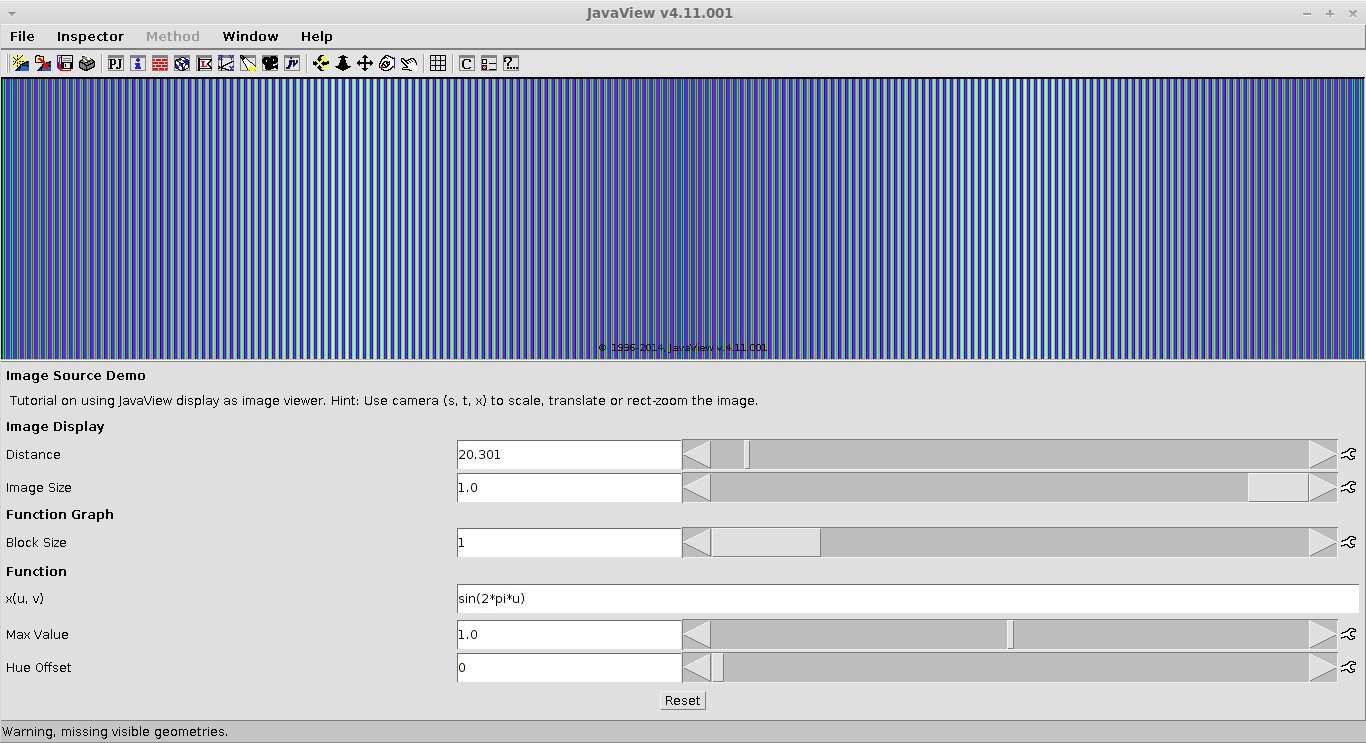 JavaView v4.11.001
File Inspector Method Window Help
PJ i jv C ?...
© 1996-2014, JavaView v.4.11.001
Image Source Demo
Tutorial on using JavaView display as image viewer. Hint: Use camera (s, t, x) to scale, translate or rect-zoom the image.
Image Display
Distance 20.301
Image Size 1.0
Function Graph
Block Size 1
Function
x(u, v) sin(2*pi*u)
Max Value 1.0
Hue Offset 0
Reset
Warning, missing visible geometries.